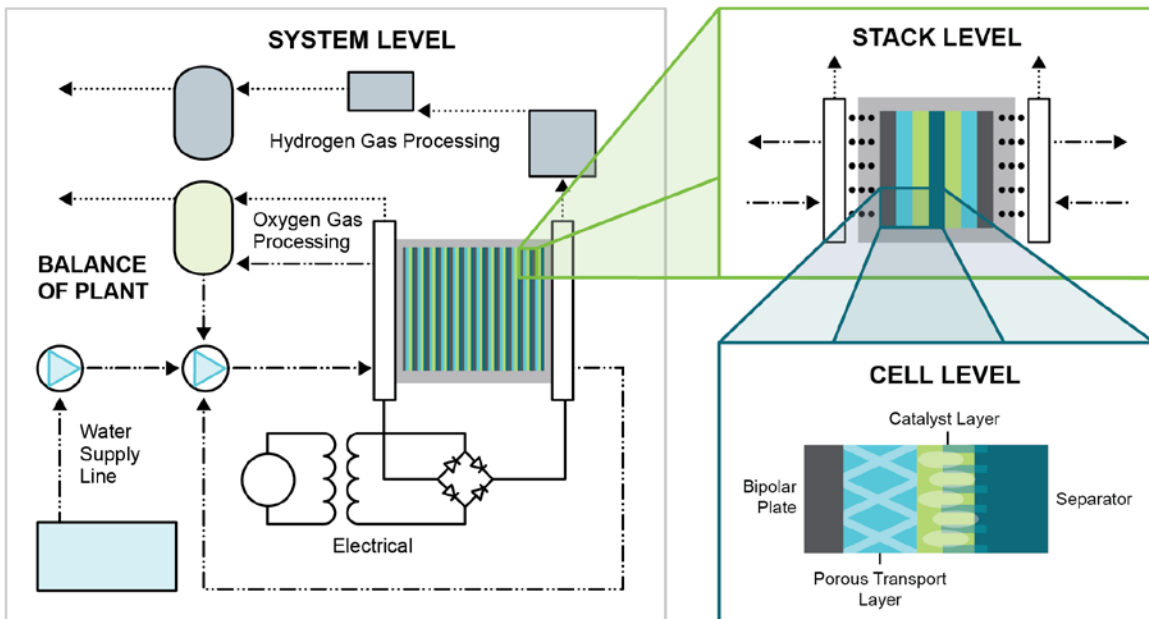 SYSTEM LEVEL
Hydrogen Gas Processing
Oxygen Gas
Processing
BALANCE
OF PLANT
Water
Supply
Line
Electrical
STACK LEVEL
CELL LEVEL
Catalyst Layer
Bipolar
Plate
Separator
Porous Transport
Layer